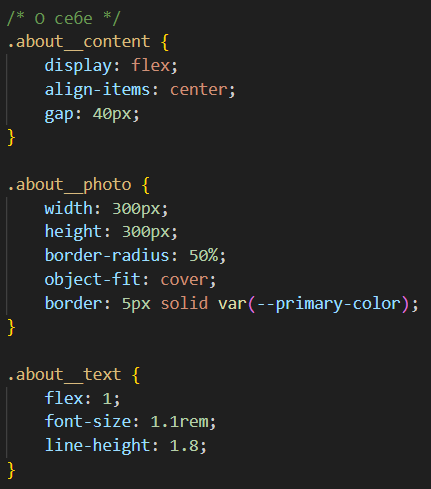 /* О себе */
.about__content {
    display: flex;
    align-items: center;
    gap: 40px;
}

.about__photo {
    width: 300px;
    height: 300px;
    border-radius: 50%;
    object-fit: cover;
    border: 5px solid var(--primary-color);
}

.about__text {
    flex: 1;
    font-size: 1.1rem;
    line-height: 1.8;
}